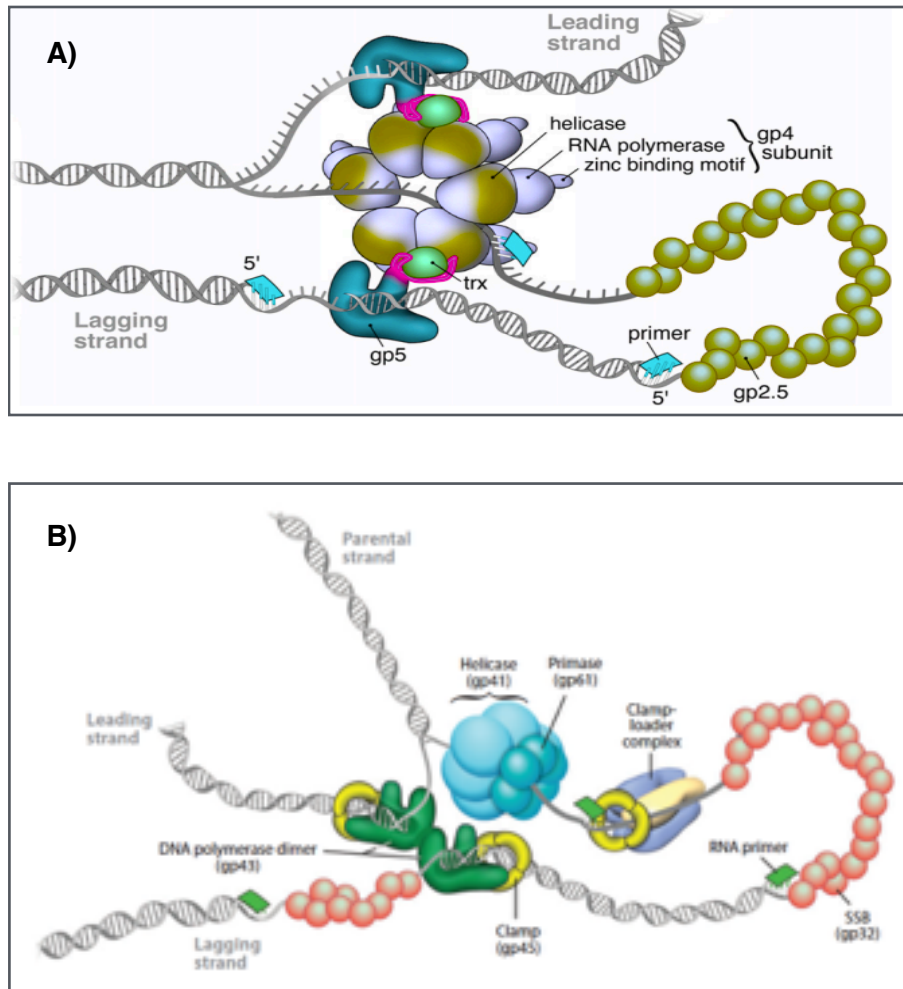 A)
Leading
strand
helicase
RNA polymerase
zinc binding motif
gp4
subunit
5'
trx
Lagging
strand
gp5
primer
5'
gp2.5
B)
Parental
strand
Helicase
(gp41)
Primase
(gp61)
Clamp-
loader
complex
Leading
strand
DNA polymerase dimer
(gp43)
RNA primer
Clamp
(gp45)
SSB
(gp32)
Lagging
strand